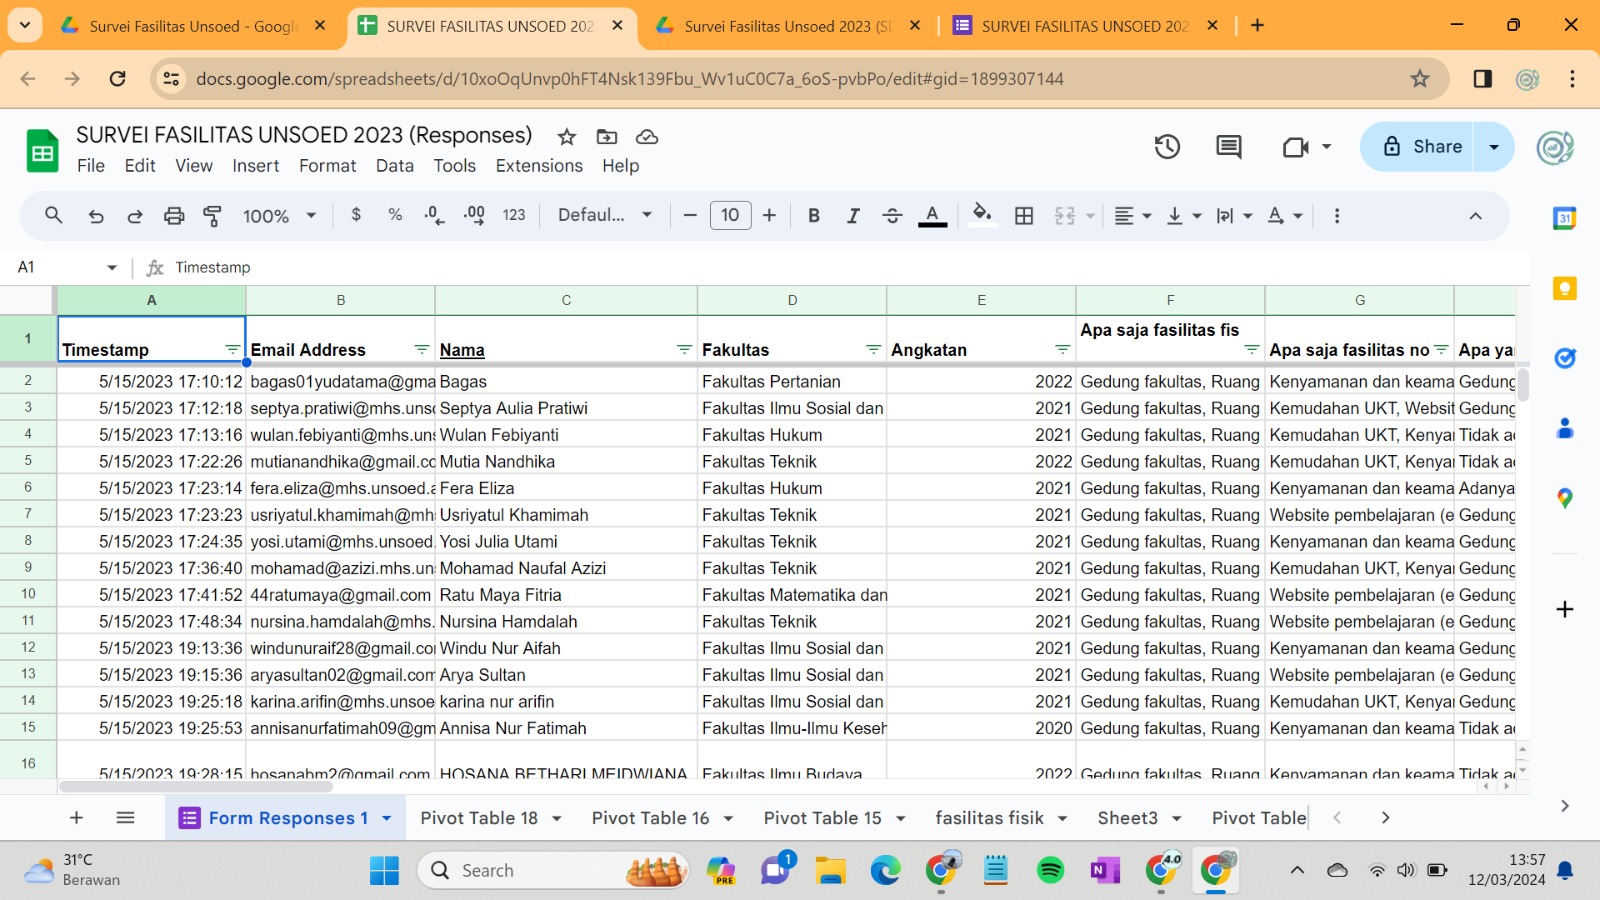 Survei Fasilitas Unsoed - Googl
SURVEI FASILITAS UNSOED 202
Survei Fasilitas Unsoed 2023 (SE
SURVEI FASILITAS UNSOED 202
docs.google.com/spreadsheets/d/10xoOqUnvp0hFT4Nsk139Fbu_Wv1uC0C7a_6oS-pvbPo/edit#gid=1899307144
SURVEI FASILITAS UNSOED 2023 (Responses)
File Edit View Insert Format Data Tools Extensions Help
Share
100% $ % .0 .00 123 Defaul... 10 B I S A
31
A1 fx Timestamp
A B C D E F G
1 Timestamp Email Address Nama Fakultas Angkatan Apa saja fasilitas fis Apa saja fasilitas no Apa ya
2 5/15/2023 17:10:12 bagas01yudatama@gma Bagas Fakultas Pertanian 2022 Gedung fakultas, Ruang Kenyamanan dan keama Gedung
3 5/15/2023 17:12:18 septya.pratiwi@mhs.unso Septya Aulia Pratiwi Fakultas Ilmu Sosial dan 2021 Gedung fakultas, Ruang Kemudahan UKT, Websit Gedung
4 5/15/2023 17:13:16 wulan.febiyanti@mhs.uns Wulan Febiyanti Fakultas Hukum 2021 Gedung fakultas, Ruang Kemudahan UKT, Kenyar Tidak a
5 5/15/2023 17:22:26 mutianandhika@gmail.co Mutia Nandhika Fakultas Teknik 2022 Gedung fakultas, Ruang Kemudahan UKT, Kenyar Tidak a
6 5/15/2023 17:23:14 fera.eliza@mhs.unsoed.a Fera Eliza Fakultas Hukum 2021 Gedung fakultas, Ruang Kenyamanan dan keama Adanya
7 5/15/2023 17:23:23 usriyatul.khamimah@mh Usriyatul Khamimah Fakultas Teknik 2021 Gedung fakultas, Ruang Website pembelajaran (e Gedung
8 5/15/2023 17:24:35 yosi.utami@mhs.unsoed. Yosi Julia Utami Fakultas Teknik 2021 Gedung fakultas, Ruang Kenyamanan dan keama Gedung
9 5/15/2023 17:36:40 mohamad@azizi.mhs.un Mohamad Naufal Azizi Fakultas Teknik 2021 Gedung fakultas, Ruang Kemudahan UKT, Kenyar Gedung
10 5/15/2023 17:41:52 44ratumaya@gmail.com Ratu Maya Fitria Fakultas Matematika dan 2021 Gedung fakultas, Ruang Website pembelajaran (e Gedung
11 5/15/2023 17:48:34 nursina.hamdalah@mhs. Nursina Hamdalah Fakultas Teknik 2021 Gedung fakultas, Ruang Website pembelajaran (e Gedung
12 5/15/2023 19:13:36 windunuraif28@gmail.co Windu Nur Aifah Fakultas Ilmu Sosial dan 2021 Gedung fakultas, Ruang Kenyamanan dan keama Gedung
13 5/15/2023 19:15:36 aryasultan02@gmail.com Arya Sultan Fakultas Ilmu Sosial dan 2021 Gedung fakultas, Ruang Website pembelajaran (e Gedung
14 5/15/2023 19:25:18 karina.arifin@mhs.unsoe karina nur arifin Fakultas Ilmu Sosial dan 2021 Gedung fakultas, Ruang Kemudahan UKT, Kenyar Gedung
15 5/15/2023 19:25:53 annisanurfatimah09@gm Annisa Nur Fatimah Fakultas Ilmu-Ilmu Keseh 2020 Gedung fakultas, Ruang Kenyamanan dan keama Tidak a
16 5/15/2023 19:28:15 hosanabm2@gmail.com HOSANA BETHARI MEIDWIANA Fakultas Ilmu Budaya 2022 Gedung fakultas, Ruang Kenyamanan dan keama Tidak a
Form Responses 1 Pivot Table 18 Pivot Table 16 Pivot Table 15 fasilitas fisik Sheet3 Pivot Table
31°C
Berawan
Search
PRE
1
N
4.0
13:57
12/03/2024